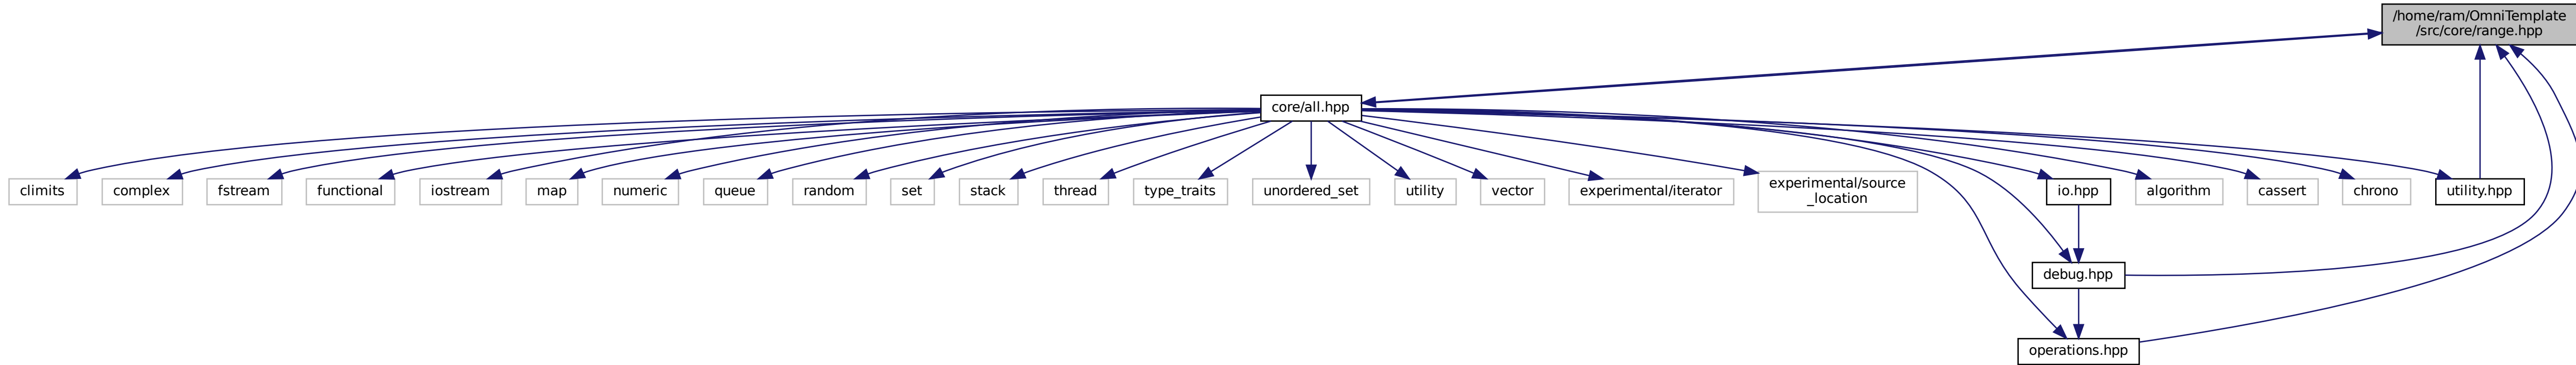 /home/ram/OmniTemplate
/src/core/range.hpp
core/all.hpp
climits
complex
fstream
functional
iostream
map
numeric
queue
random
set
stack
thread
type_traits
unordered_set
utility
vector
experimental/iterator
experimental/source
_location
io.hpp
algorithm
cassert
chrono
utility.hpp
debug.hpp
operations.hpp